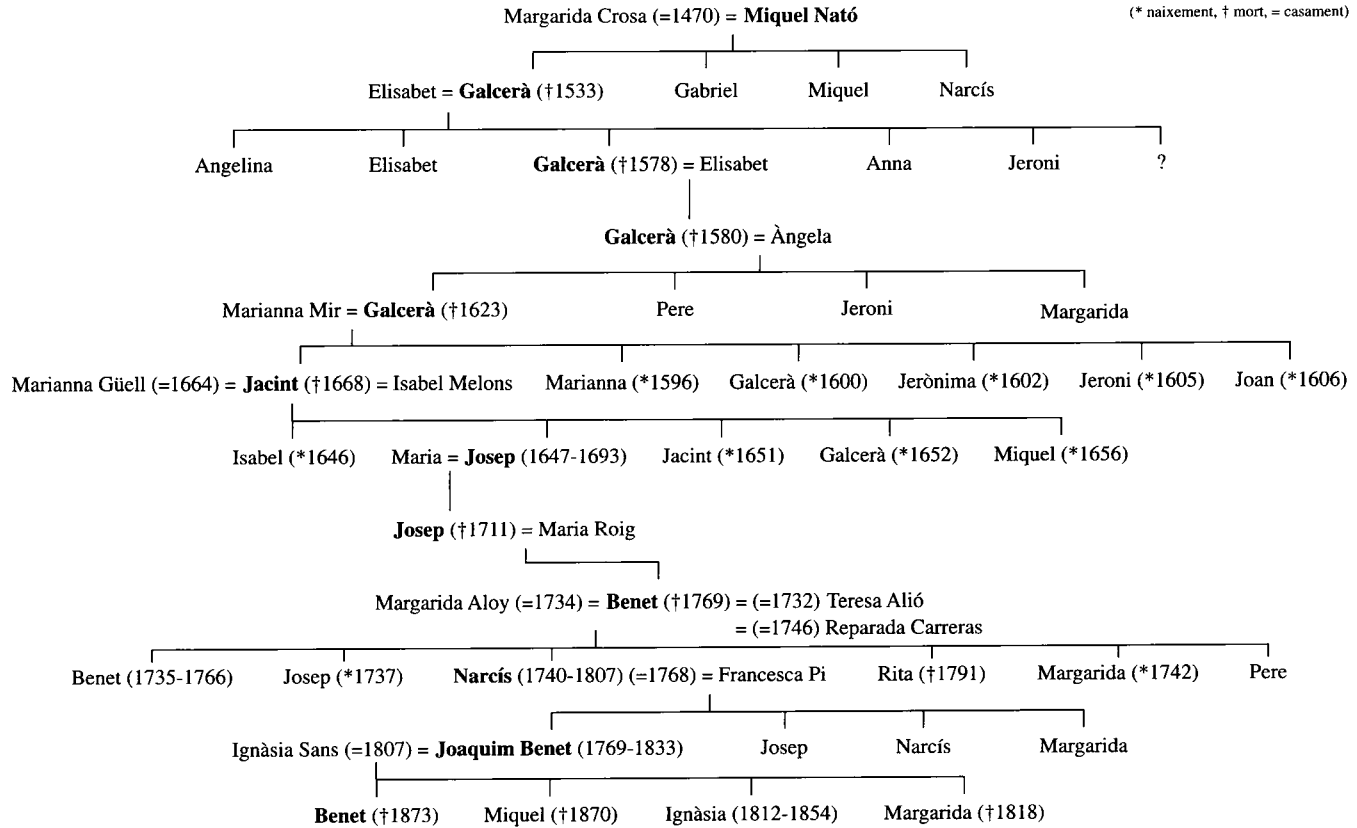 Margarida Crosa (=1470) = Miquel Nató
(* naixement, † mort, = casament)
Elisabet = Galcerà (†1533) Gabriel Miquel Narcís
Angelina Elisabet Galcerà (†1578) = Elisabet Anna Jeroni ?
Galcerà (†1580) = Àngela
Marianna Mir = Galcerà (†1623) Pere Jeroni Margarida
Marianna Güell (=1664) = Jacint (†1668) = Isabel Melons Marianna (*1596) Galcerà (*1600) Jerònima (*1602) Jeroni (*1605) Joan (*1606)
Isabel (*1646) Maria = Josep (1647-1693) Jacint (*1651) Galcerà (*1652) Miquel (*1656)
Josep (†1711) = Maria Roig
Margarida Aloy (=1734) = Benet (†1769) = (=1732) Teresa Alió
= (=1746) Reparada Carreras
Benet (1735-1766) Josep (*1737) Narcís (1740-1807) (=1768) = Francesca Pi Rita (†1791) Margarida (*1742) Pere
Ignàsia Sans (=1807) = Joaquim Benet (1769-1833) Josep Narcís Margarida
Benet (†1873) Miquel (†1870) Ignàsia (1812-1854) Margarida (†1818)